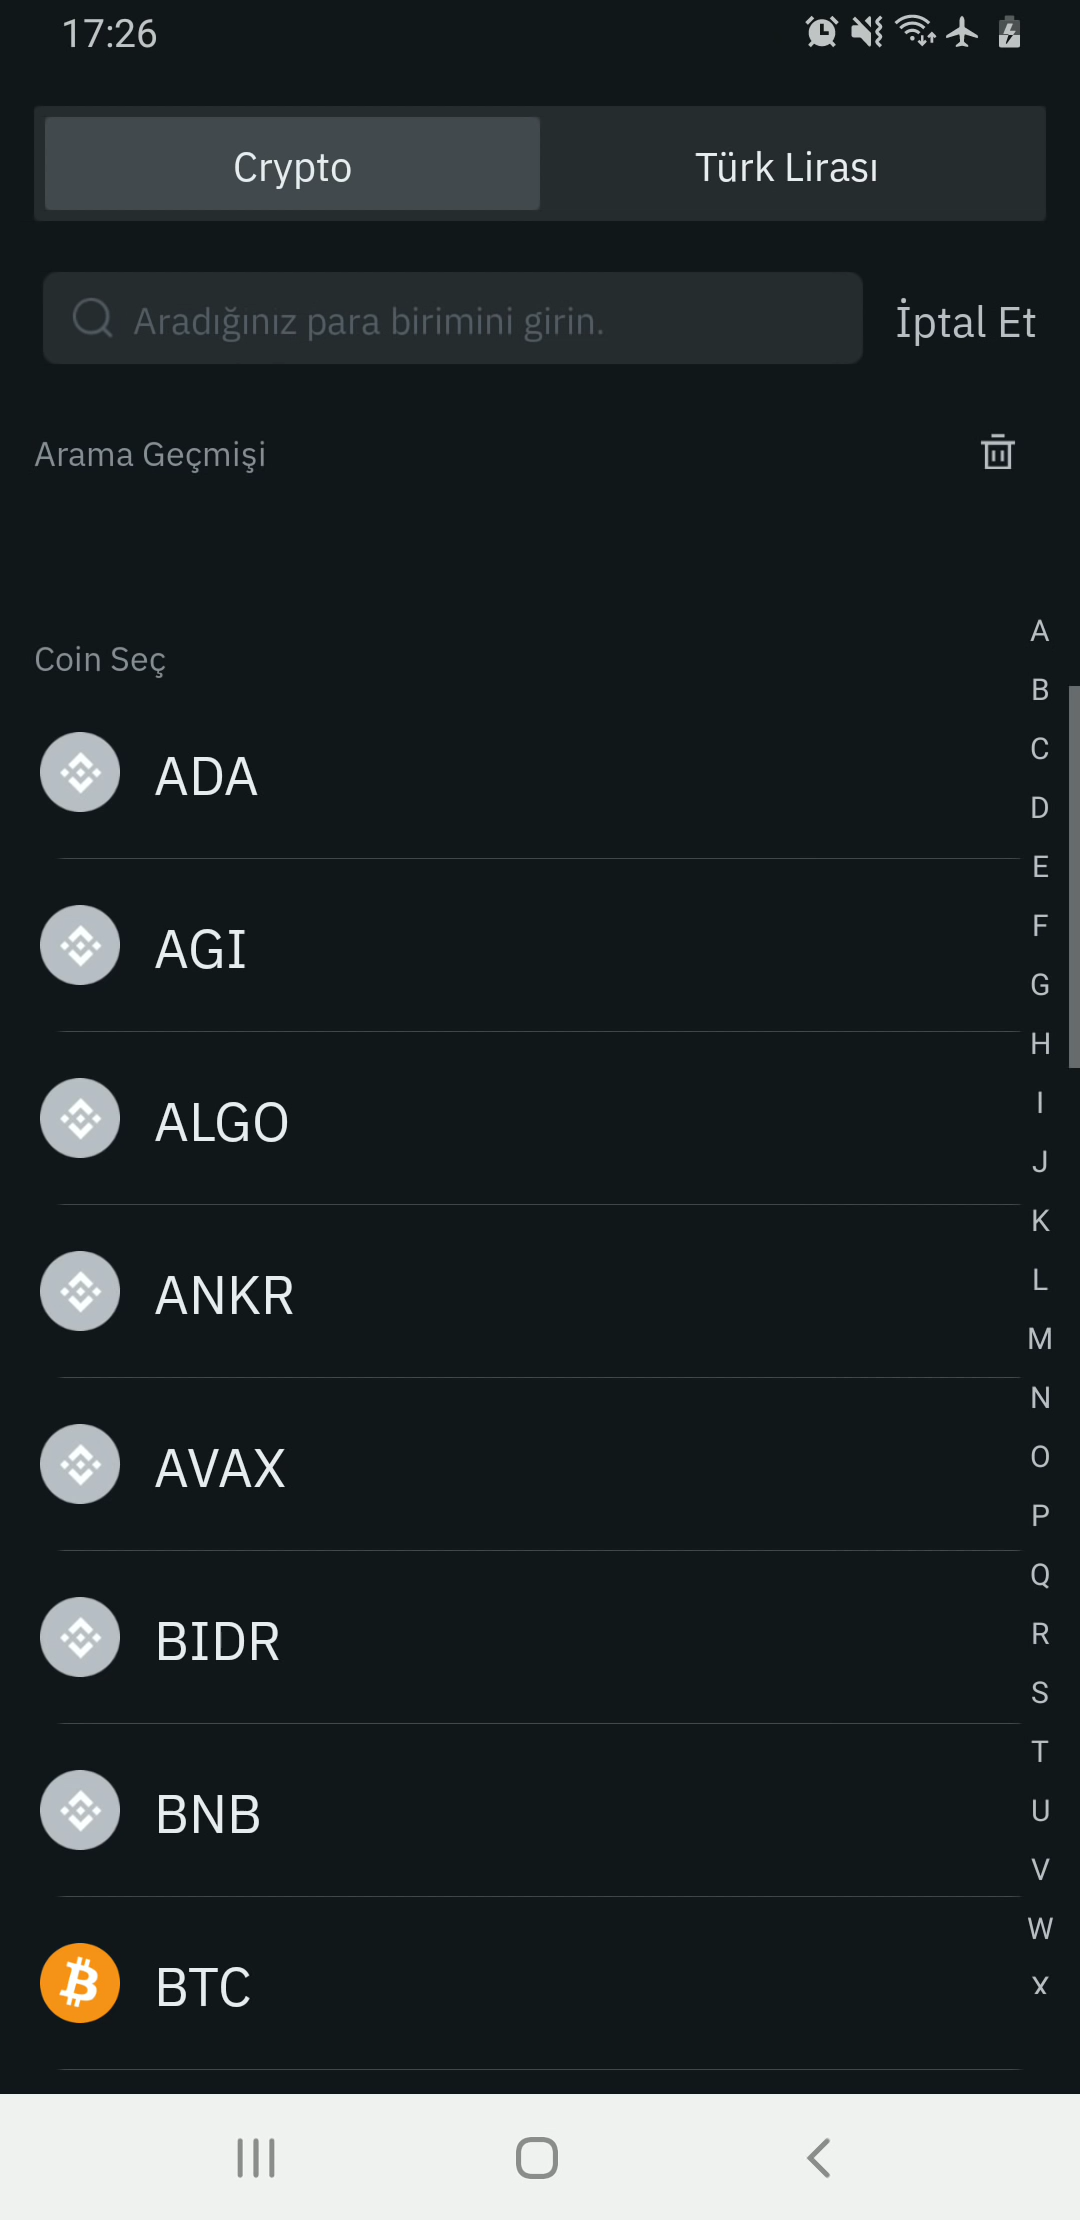 17:26
Crypto
Türk Lirası
Aradığınız para birimini girin.
İptal Et
Arama Geçmişi
Coin Seç
ADA
AGI
ALGO
ANKR
AVAX
BIDR
BNB
BTC
A
B
C
D
E
F
G
H
I
J
K
L
M
N
O
P
Q
R
S
T
U
V
W
X